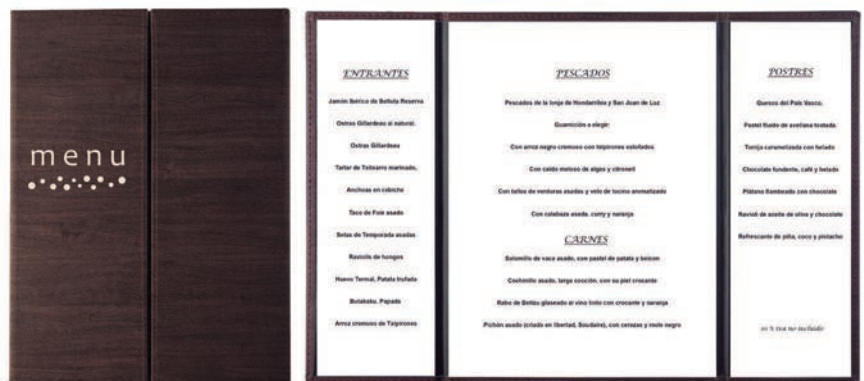 menu
ENTRANTES
Jamón Ibérico de Bellota Reserva
Ostras Gillardeau al natural.
Ostras Gillardeau
Tartar de Txitxarro marinado,
Anchoas en cebiche
Taco de Foie asado
Setas de Temporada asadas
Raviolis de hongos
Huevo Termal, Patata trufada
Butakaku, Papada
Arroz cremoso de Txipirones
PESCADOS
Pescados de la lonja de Hondarribia y San Juan de Luz
Guarnición a elegir:
Con arroz negro cremoso con txipirones estofados
Con caldo meloso de algas y citronell
Con tallos de verduras asadas y velo de tocino aromatizado
Con calabaza asada, curry y naranja
CARNES
Solomillo de vaca asado, con pastel de patata y beicon
Cochinillo asado, larga cocción, con su piel crocante
Rabo de Betizu glaseado al vino tinto con crocante y naranja
Pichón asado (criado en libertad, Soudaire), con cerezas y mole negro
POSTRES
Quesos del País Vasco.
Pastel fluido de avellana tostada
Torrija caramelizada con helado
Chocolate fundente, café y helado
Plátano flambeado con chocolate
Ravioli de aceite de oliva y chocolate
Refrescante de piña, coco y pistacho
10 % iva no incluido